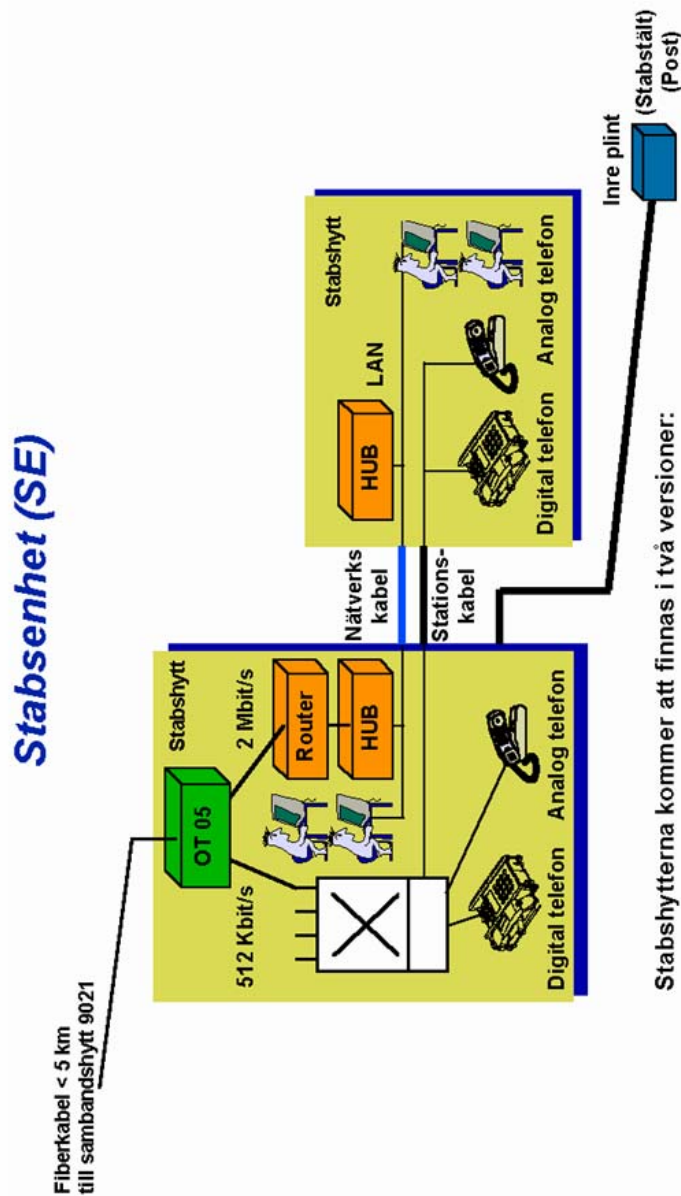 Stabsenhet (SE)
Fiberkabel < 5 km
till sambandshytt 9021
Stabshytt
OT 05
512 Kbit/s
2 Mbit/s
Router
HUB
Digital telefon
Analog telefon
Nätverks
kabel
Stations-
kabel
Stabshytt
HUB
LAN
Digital telefon
Analog telefon
Inre plint
(Stabstält)
(Post)
Stabshytterna kommer att finnas i två versioner: